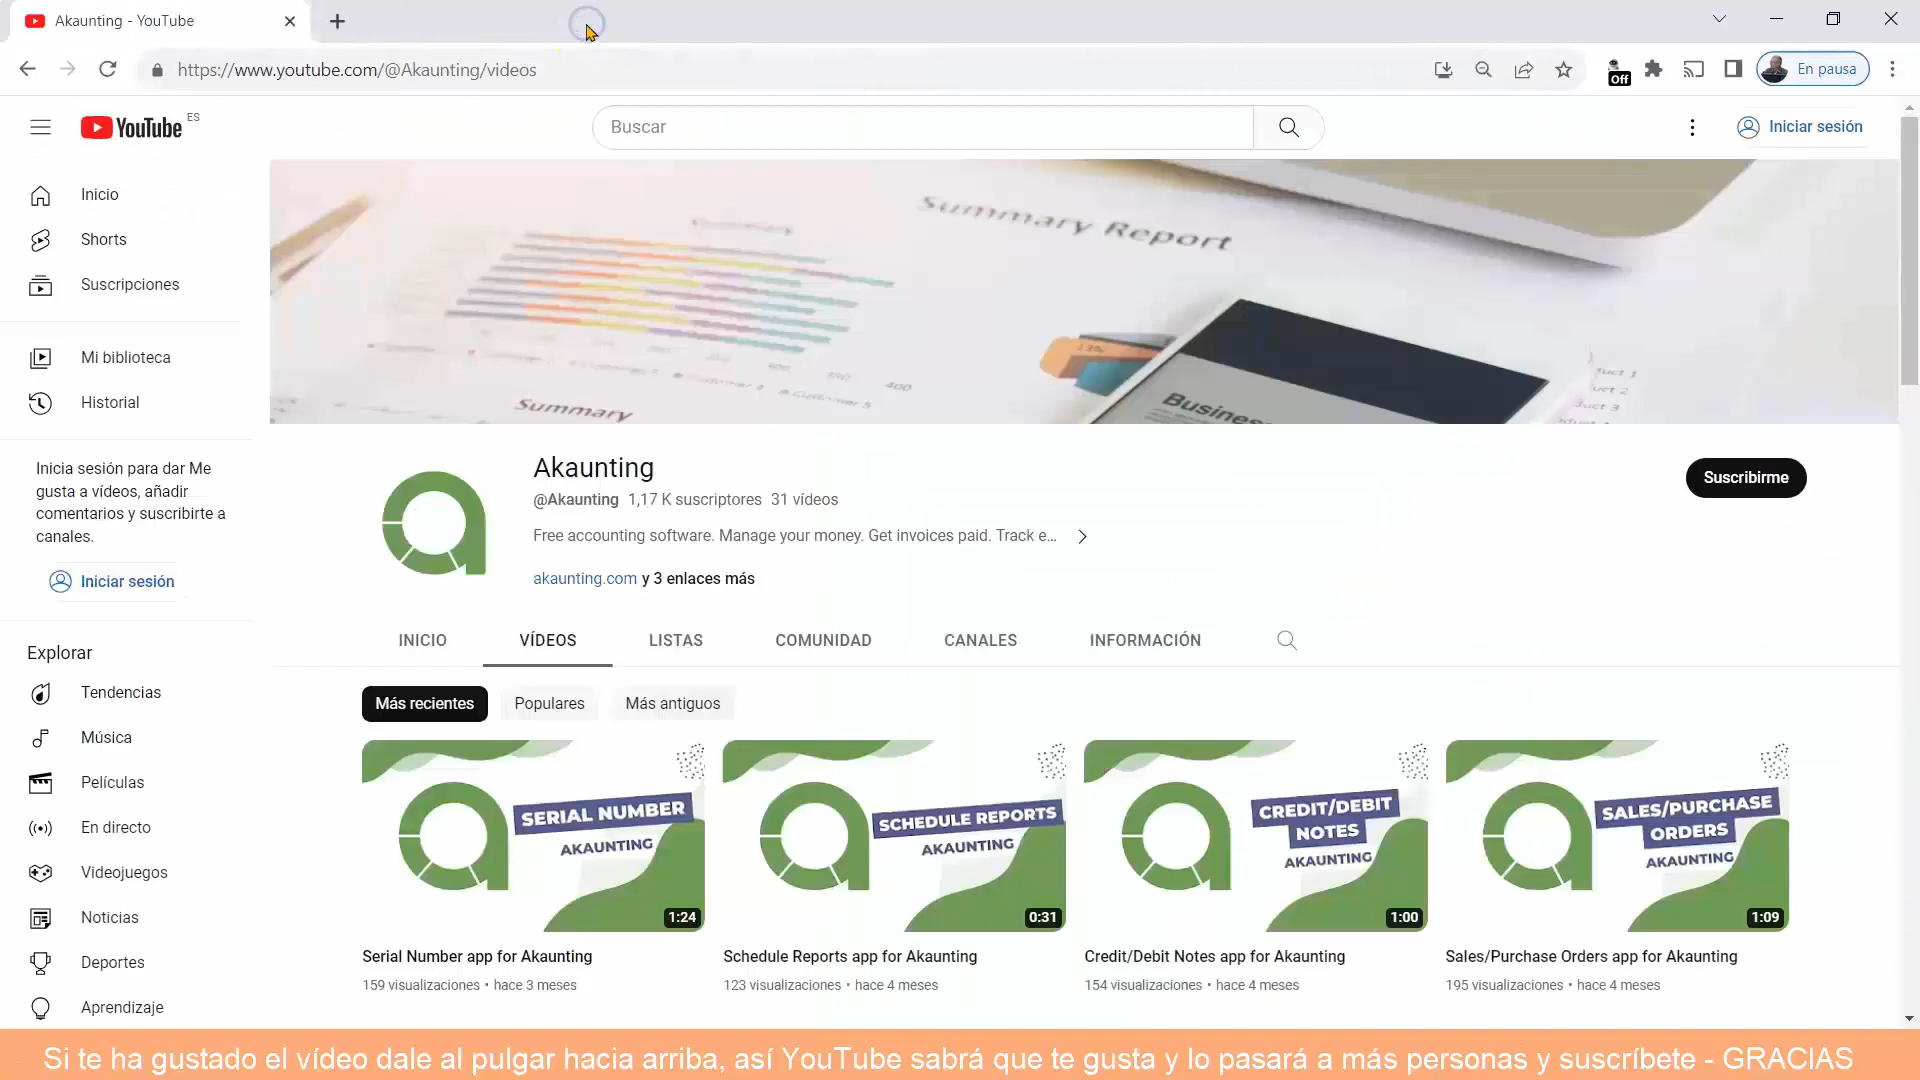 Akaunting - YouTube
https://www.youtube.com/@Akaunting/videos
Off
En pausa
YouTube ES
Buscar
Iniciar sesión
Inicio
Shorts
Suscripciones
Mi biblioteca
Historial
Inicia sesión para dar Me
gusta a vídeos, añadir
comentarios y suscribirte a
canales.
Iniciar sesión
Explorar
Tendencias
Música
Películas
En directo
Videojuegos
Noticias
Deportes
Aprendizaje
Summary Report
Summary
13%
400
Summary
Business
Akaunting
@Akaunting 1,17 K suscriptores 31 vídeos
Free accounting software. Manage your money. Get invoices paid. Track e...
akaunting.com y 3 enlaces más
Suscribirme
INICIO
VÍDEOS
LISTAS
COMUNIDAD
CANALES
INFORMACIÓN
Más recientes
Populares
Más antiguos
SERIAL NUMBER
AKAUNTING
1:24
Serial Number app for Akaunting
159 visualizaciones • hace 3 meses
SCHEDULE REPORTS
AKAUNTING
0:31
Schedule Reports app for Akaunting
123 visualizaciones • hace 4 meses
CREDIT/DEBIT
NOTES
AKAUNTING
1:00
Credit/Debit Notes app for Akaunting
154 visualizaciones • hace 4 meses
SALES/PURCHASE
ORDERS
AKAUNTING
1:09
Sales/Purchase Orders app for Akaunting
195 visualizaciones • hace 4 meses
Si te ha gustado el vídeo dale al pulgar hacia arriba, así YouTube sabrá que te gusta y lo pasará a más personas y suscríbete - GRACIAS